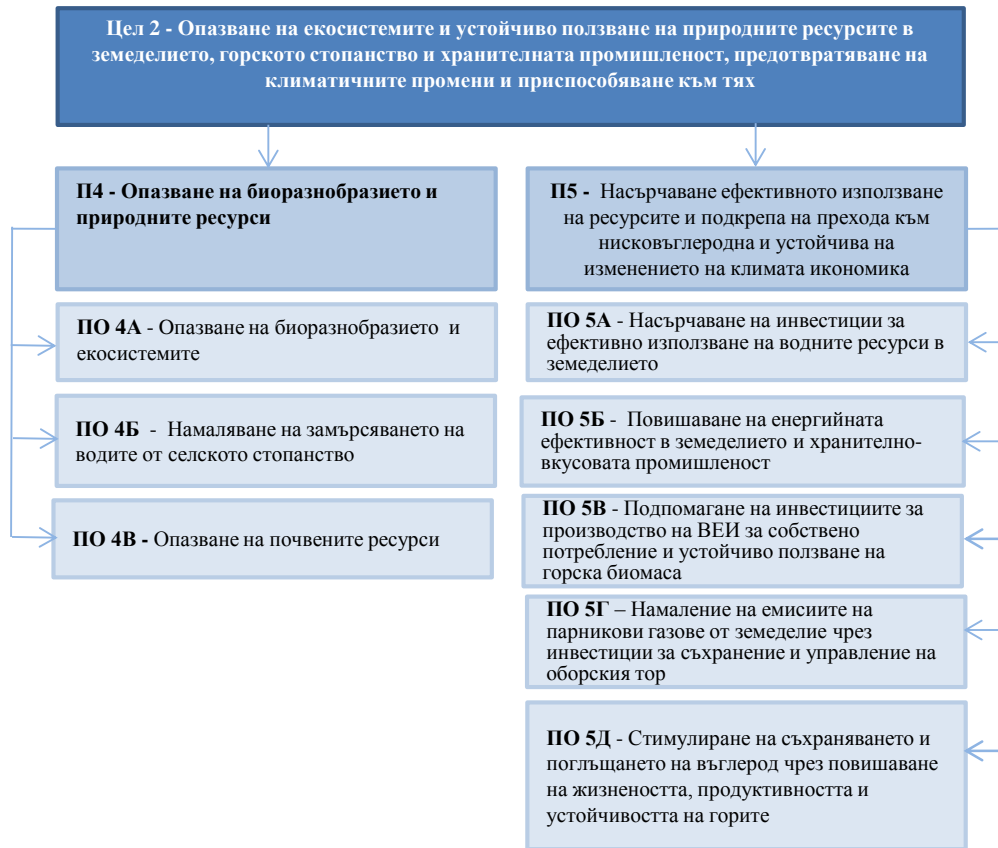 Цел 2 - Опазване на екосистемите и устойчиво ползване на природните ресурсите в
земеделието, горското стопанство и хранителната промишленост, предотвратяване на
климатичните промени и приспособяване към тях
П4 - Опазване на биоразнобразието и
природните ресурси
ПО 4А - Опазване на биоразнобразието и
екосистемите
ПО 4Б - Намаляване на замърсяването на
водите от селското стопанство
ПО 4В - Опазване на почвените ресурси
П5 - Насърчаване ефективното използване
на ресурсите и подкрепа на прехода към
нисковъглеродна и устойчива на
изменението на климата икономика
ПО 5А - Насърчаване на инвестиции за
ефективно използване на водните ресурси в
земеделието
ПО 5Б - Повишаване на енергийната
ефективност в земеделието и хранително-
вкусовата промишленост
ПО 5В - Подпомагане на инвестициите за
производство на ВЕИ за собствено
потребление и устойчиво ползване на
горска биомаса
ПО 5Г – Намаление на емисиите на
парникови газове от земеделие чрез
инвестиции за съхранение и управление на
оборския тор
ПО 5Д - Стимулиране на съхраняването и
поглъщането на въглерод чрез повишаване
на жизнеността, продуктивността и
устойчивостта на горите